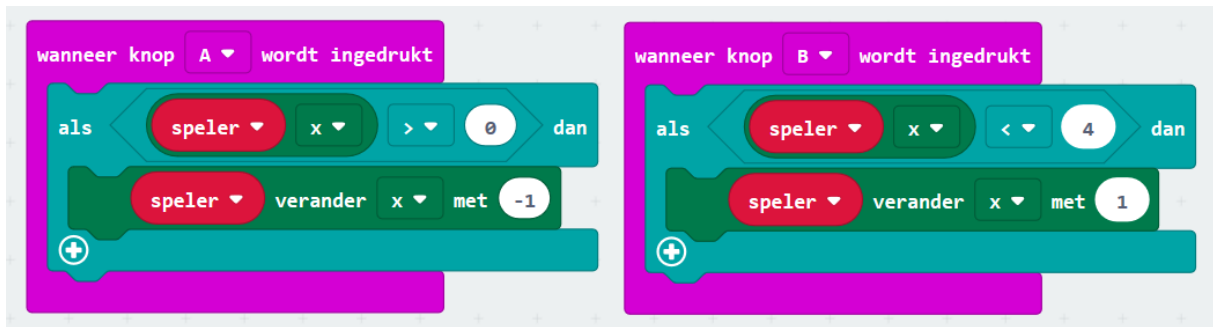 wanneer knop A wordt ingedrukt
als speler x > 0 dan
speler verander x met -1
wanneer knop B wordt ingedrukt
als speler x < 4 dan
speler verander x met 1